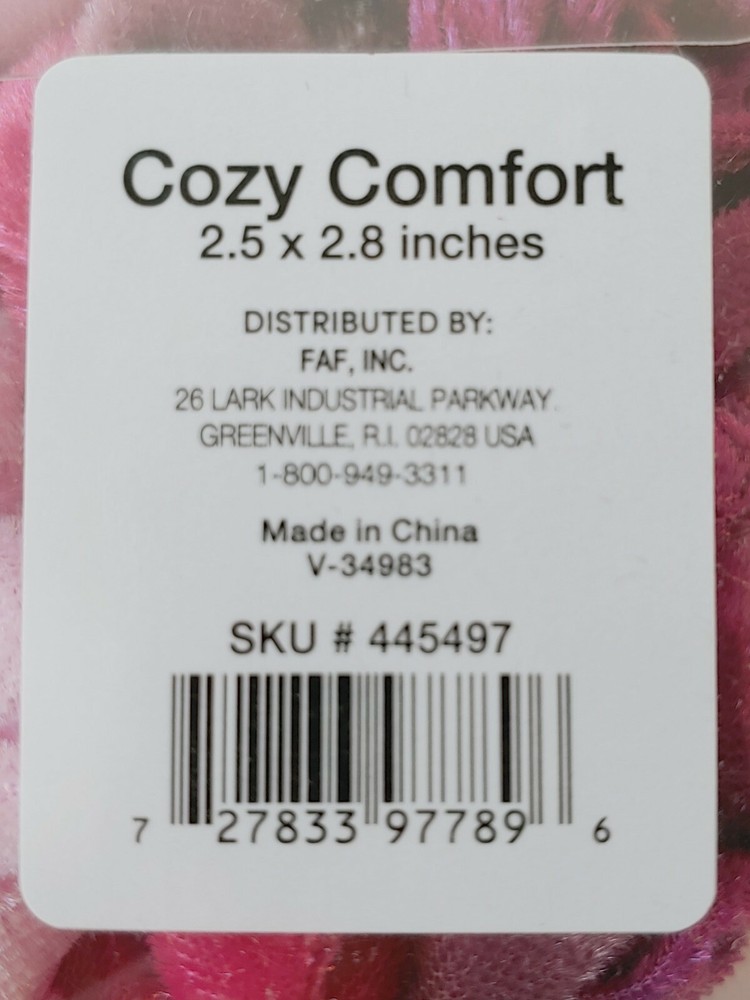 Cozy Comfort
2.5 x 2.8 inches
DISTRIBUTED BY:
FAF, INC.
26 LARK INDUSTRIAL PARKWAY.
GREENVILLE, R.I. 02828 USA
1-800-949-3311
Made in China
V-34983
SKU # 445497
7 27833 97789 6